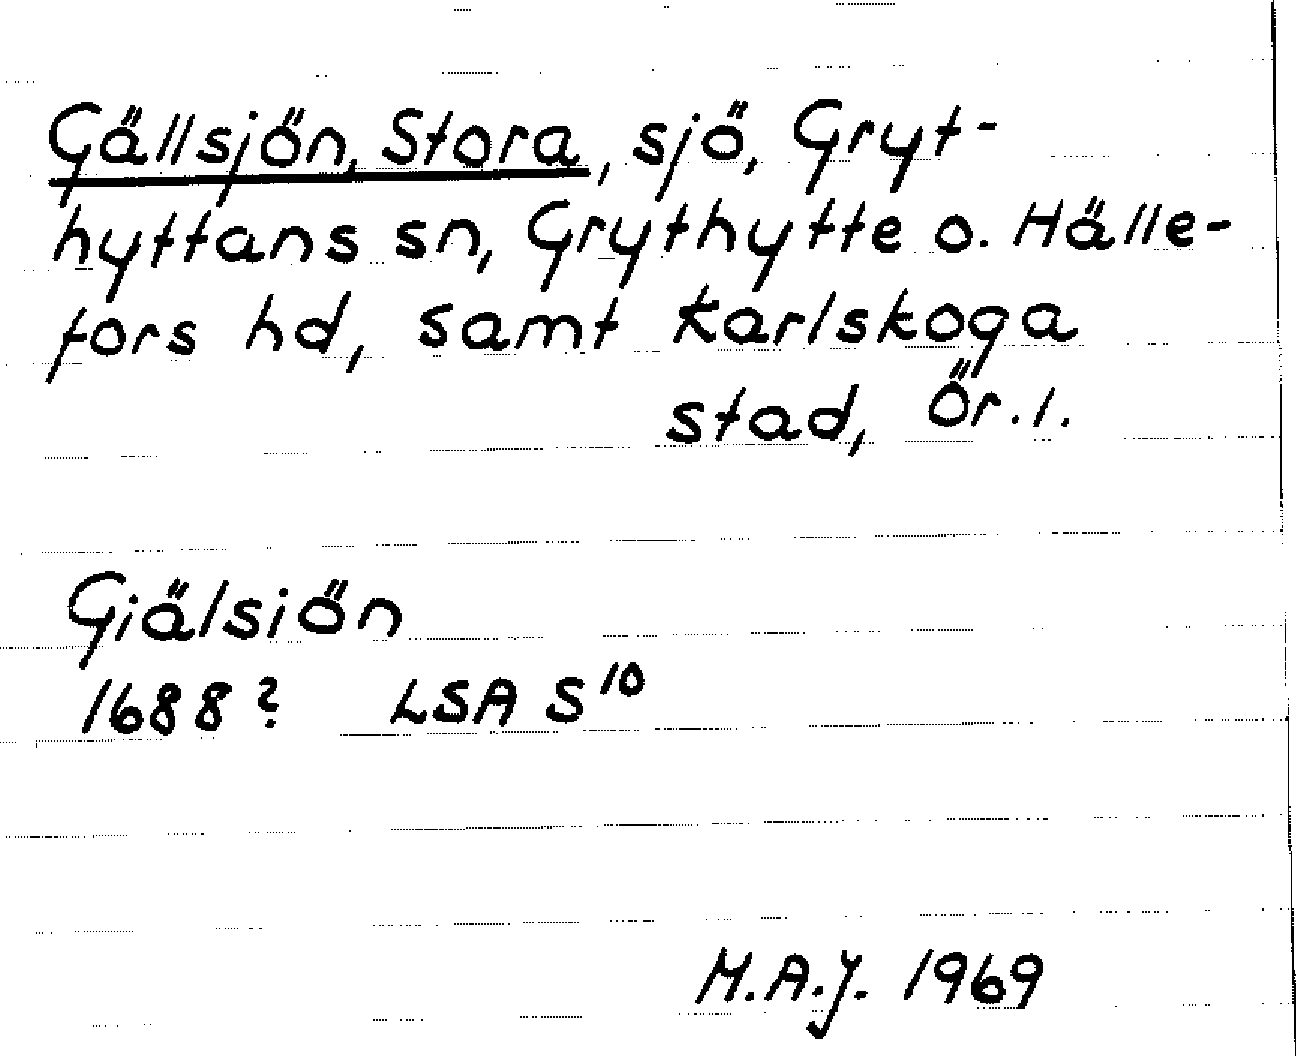 Gällsjön, Stora, sjö, Gryt-
hyttans sn, Grythytte o. Hälle-
fors hd, samt Karlskoga
stad, Ör. l.
Giälsiön
1688? LSA S10
M.A.J. 1969